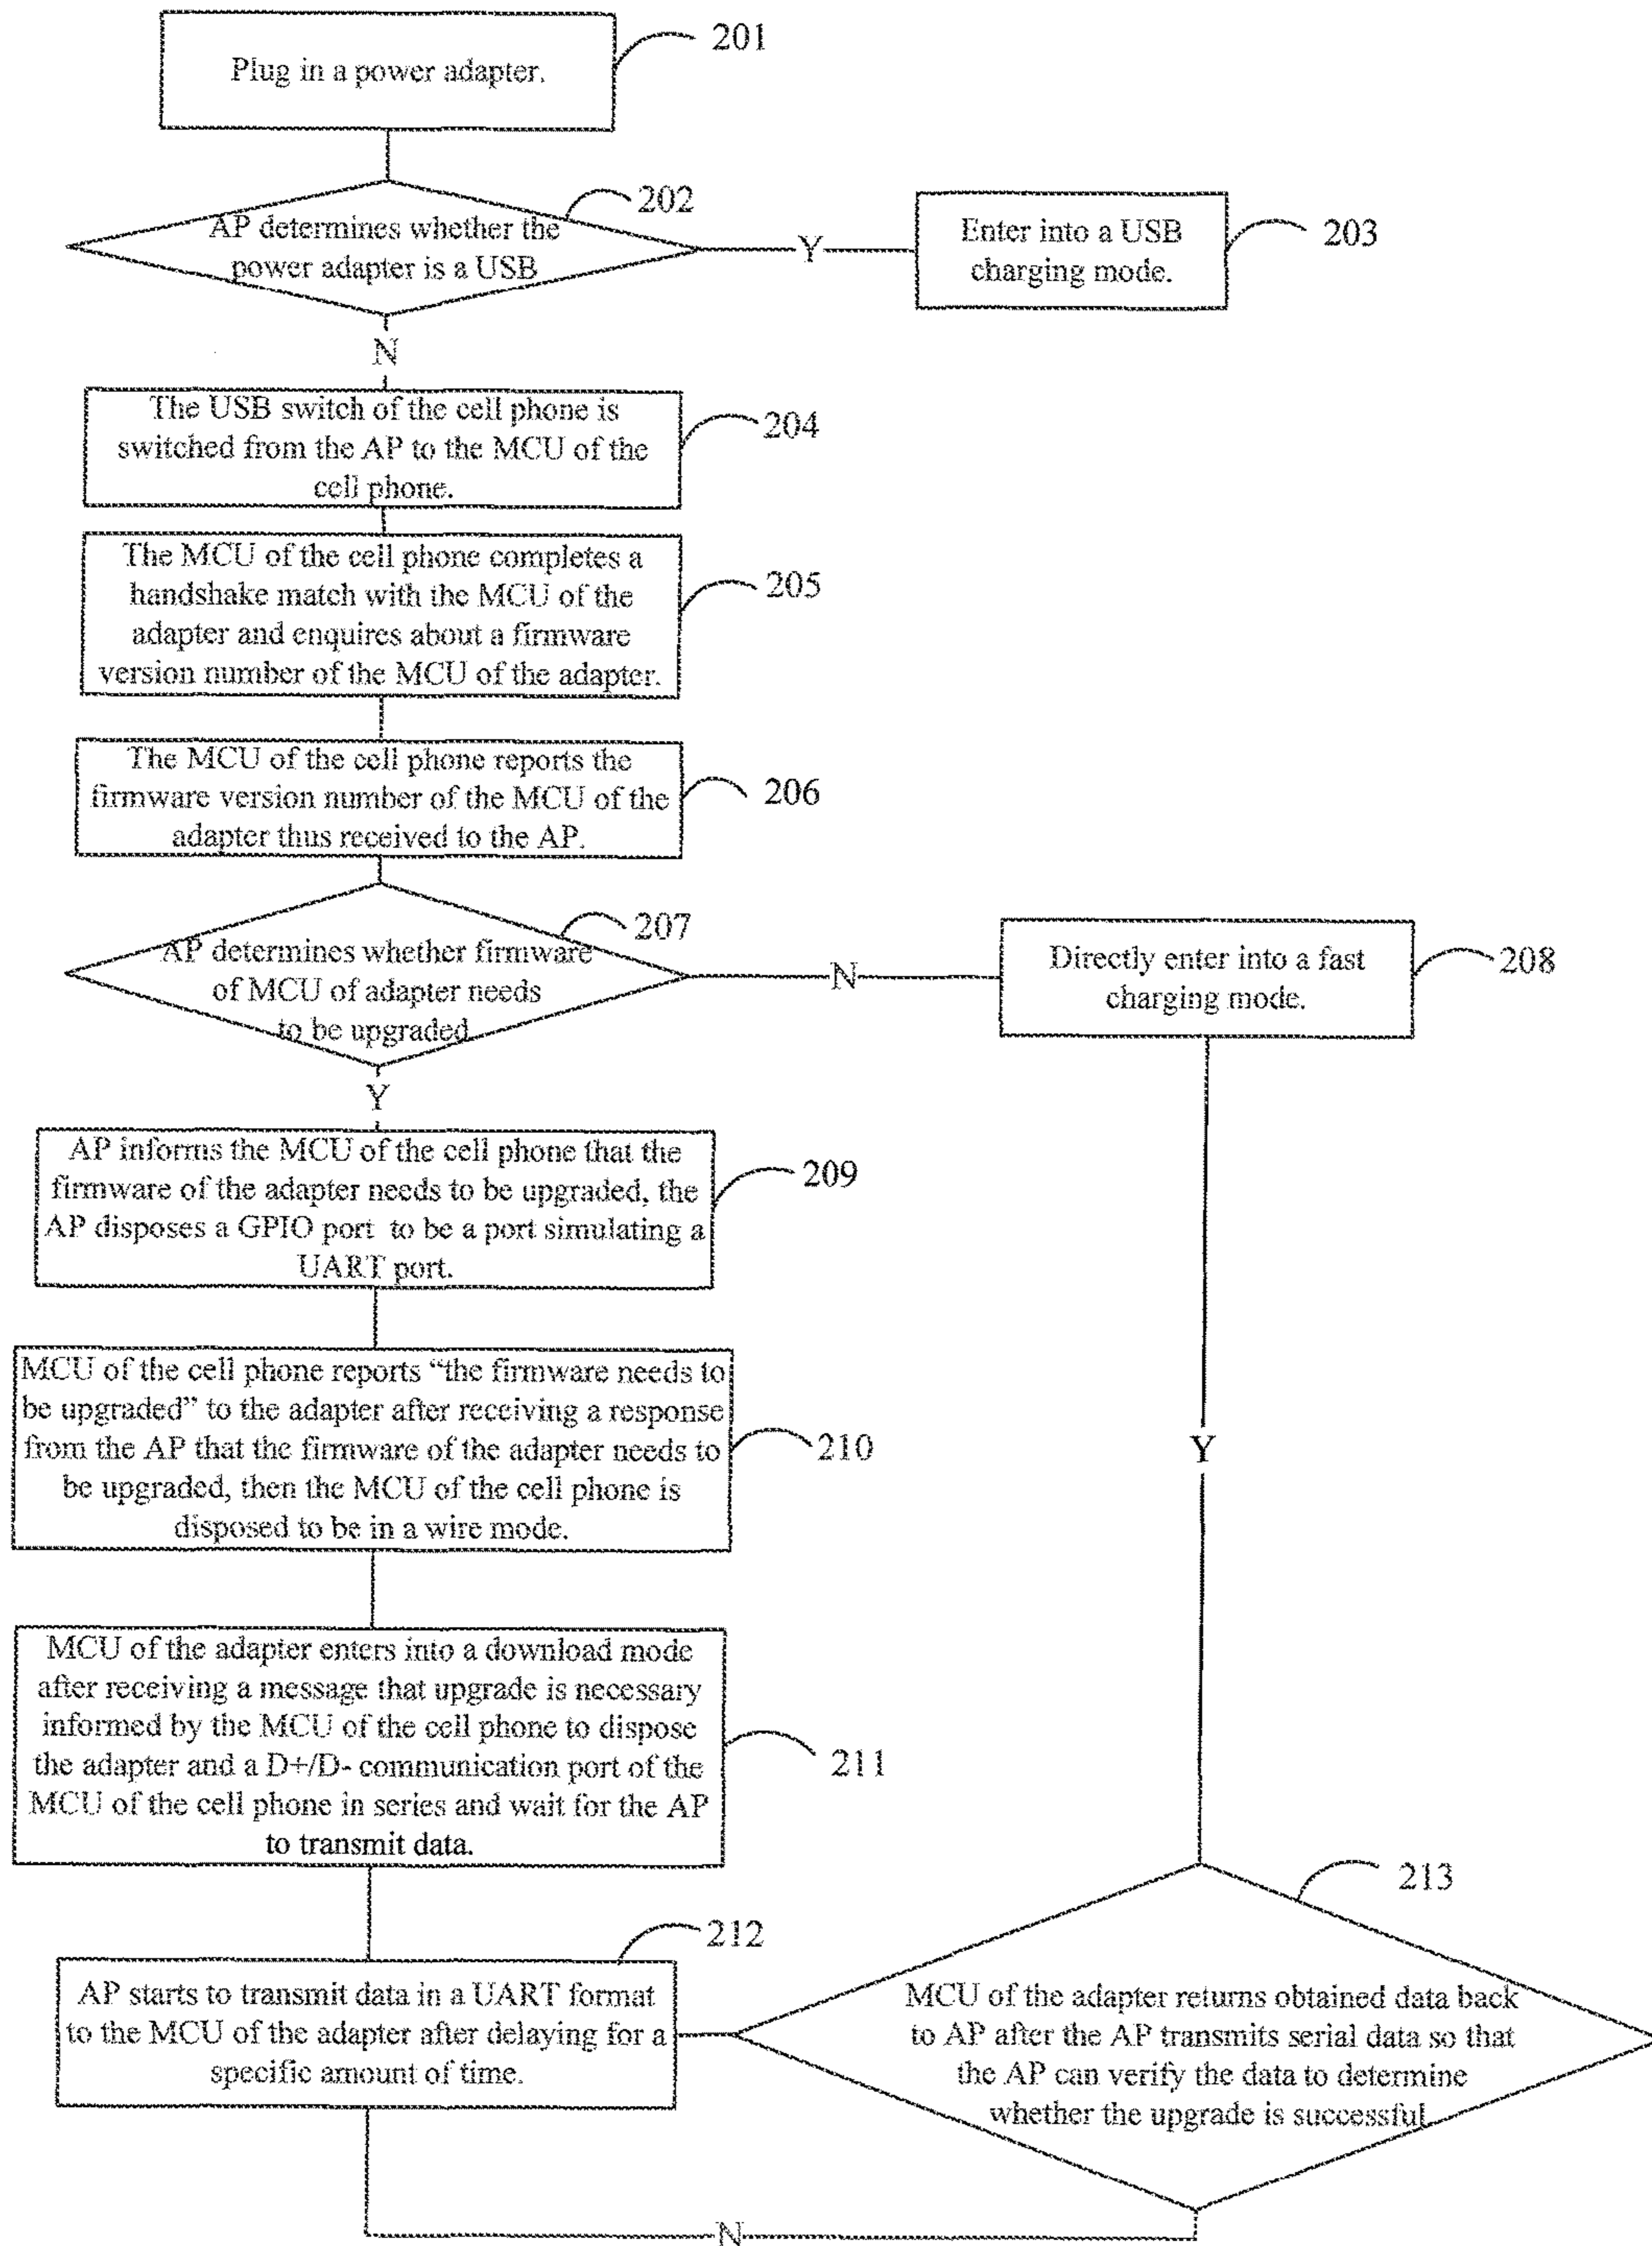 201
Plug in a power adapter.
202
AP determines whether the
power adapter is a USB
Y
Enter into a USB
charging mode.
203
N
The USB switch of the cell phone is
switched from the AP to the MCU of the
cell phone.
204
The MCU of the cell phone completes a
handshake match with the MCU of the
adapter and enquires about a firmware
version number of the MCU of the adapter.
205
The MCU of the cell phone reports the
firmware version number of the MCU of the
adapter thus received to the AP.
206
207
AP determines whether firmware
of MCU of adapter needs
to be upgraded
N
Directly enter into a fast
charging mode.
208
Y
AP informs the MCU of the cell phone that the
firmware of the adapter needs to be upgraded, the
AP disposes a GPIO port to be a port simulating a
UART port.
209
MCU of the cell phone reports “the firmware needs to
be upgraded” to the adapter after receiving a response
from the AP that the firmware of the adapter needs to
be upgraded, then the MCU of the cell phone is
disposed to be in a wire mode.
210
Y
MCU of the adapter enters into a download mode
after receiving a message that upgrade is necessary
informed by the MCU of the cell phone to dispose
the adapter and a D+/D- communication port of the
MCU of the cell phone in series and wait for the AP
to transmit data.
211
212
AP starts to transmit data in a UART format
to the MCU of the adapter after delaying for a
specific amount of time.
213
MCU of the adapter returns obtained data back
to AP after the AP transmits serial data so that
the AP can verify the data to determine
whether the upgrade is successful
N